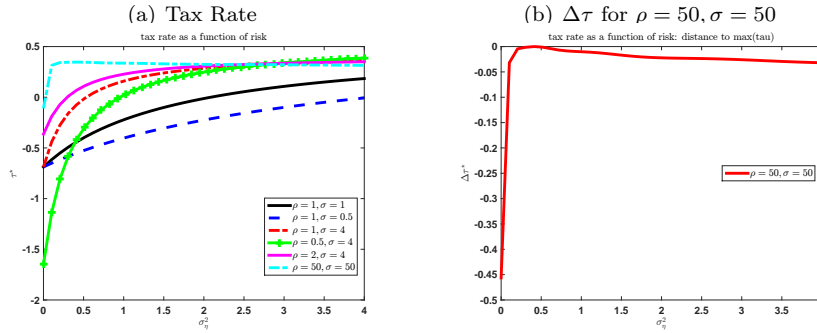 (a) Tax Rate
tax rate as a function of risk
0.5
0
-0.5
-1
-1.5
-2
τ*
0 0.5 1 1.5 2 2.5 3 3.5 4
σ²_η
ρ = 1, σ = 1
ρ = 1, σ = 0.5
ρ = 1, σ = 4
ρ = 0.5, σ = 4
ρ = 2, σ = 4
ρ = 50, σ = 50
(b) Δτ for ρ = 50, σ = 50
tax rate as a function of risk: distance to max(tau)
0
-0.05
-0.1
-0.15
-0.2
-0.25
-0.3
-0.35
-0.4
-0.45
-0.5
Δτ*
0 0.5 1 1.5 2 2.5 3 3.5
σ²_η
ρ = 50, σ = 50